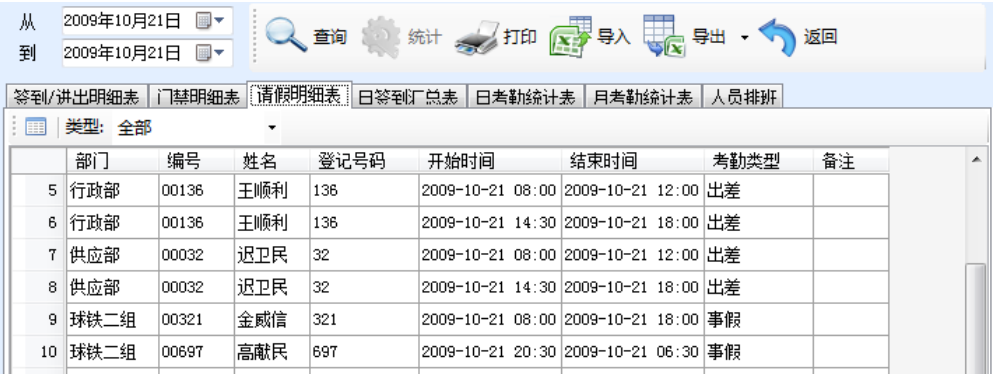 从 2009年10月21日
到 2009年10月21日
查询 统计 打印 导入 导出 返回
签到/进出明细表 门禁明细表 请假明细表 日签到汇总表 日考勤统计表 月考勤统计表 人员排班
类型: 全部
部门 编号 姓名 登记号码 开始时间 结束时间 考勤类型 备注
5 行政部 00136 王顺利 136 2009-10-21 08:00 2009-10-21 12:00 出差
6 行政部 00136 王顺利 136 2009-10-21 14:30 2009-10-21 18:00 出差
7 供应部 00032 迟卫民 32 2009-10-21 08:00 2009-10-21 12:00 出差
8 供应部 00032 迟卫民 32 2009-10-21 14:30 2009-10-21 18:00 出差
9 球铁二组 00321 金威信 321 2009-10-21 08:00 2009-10-21 18:00 事假
10 球铁二组 00697 高献民 697 2009-10-21 20:30 2009-10-21 06:30 事假